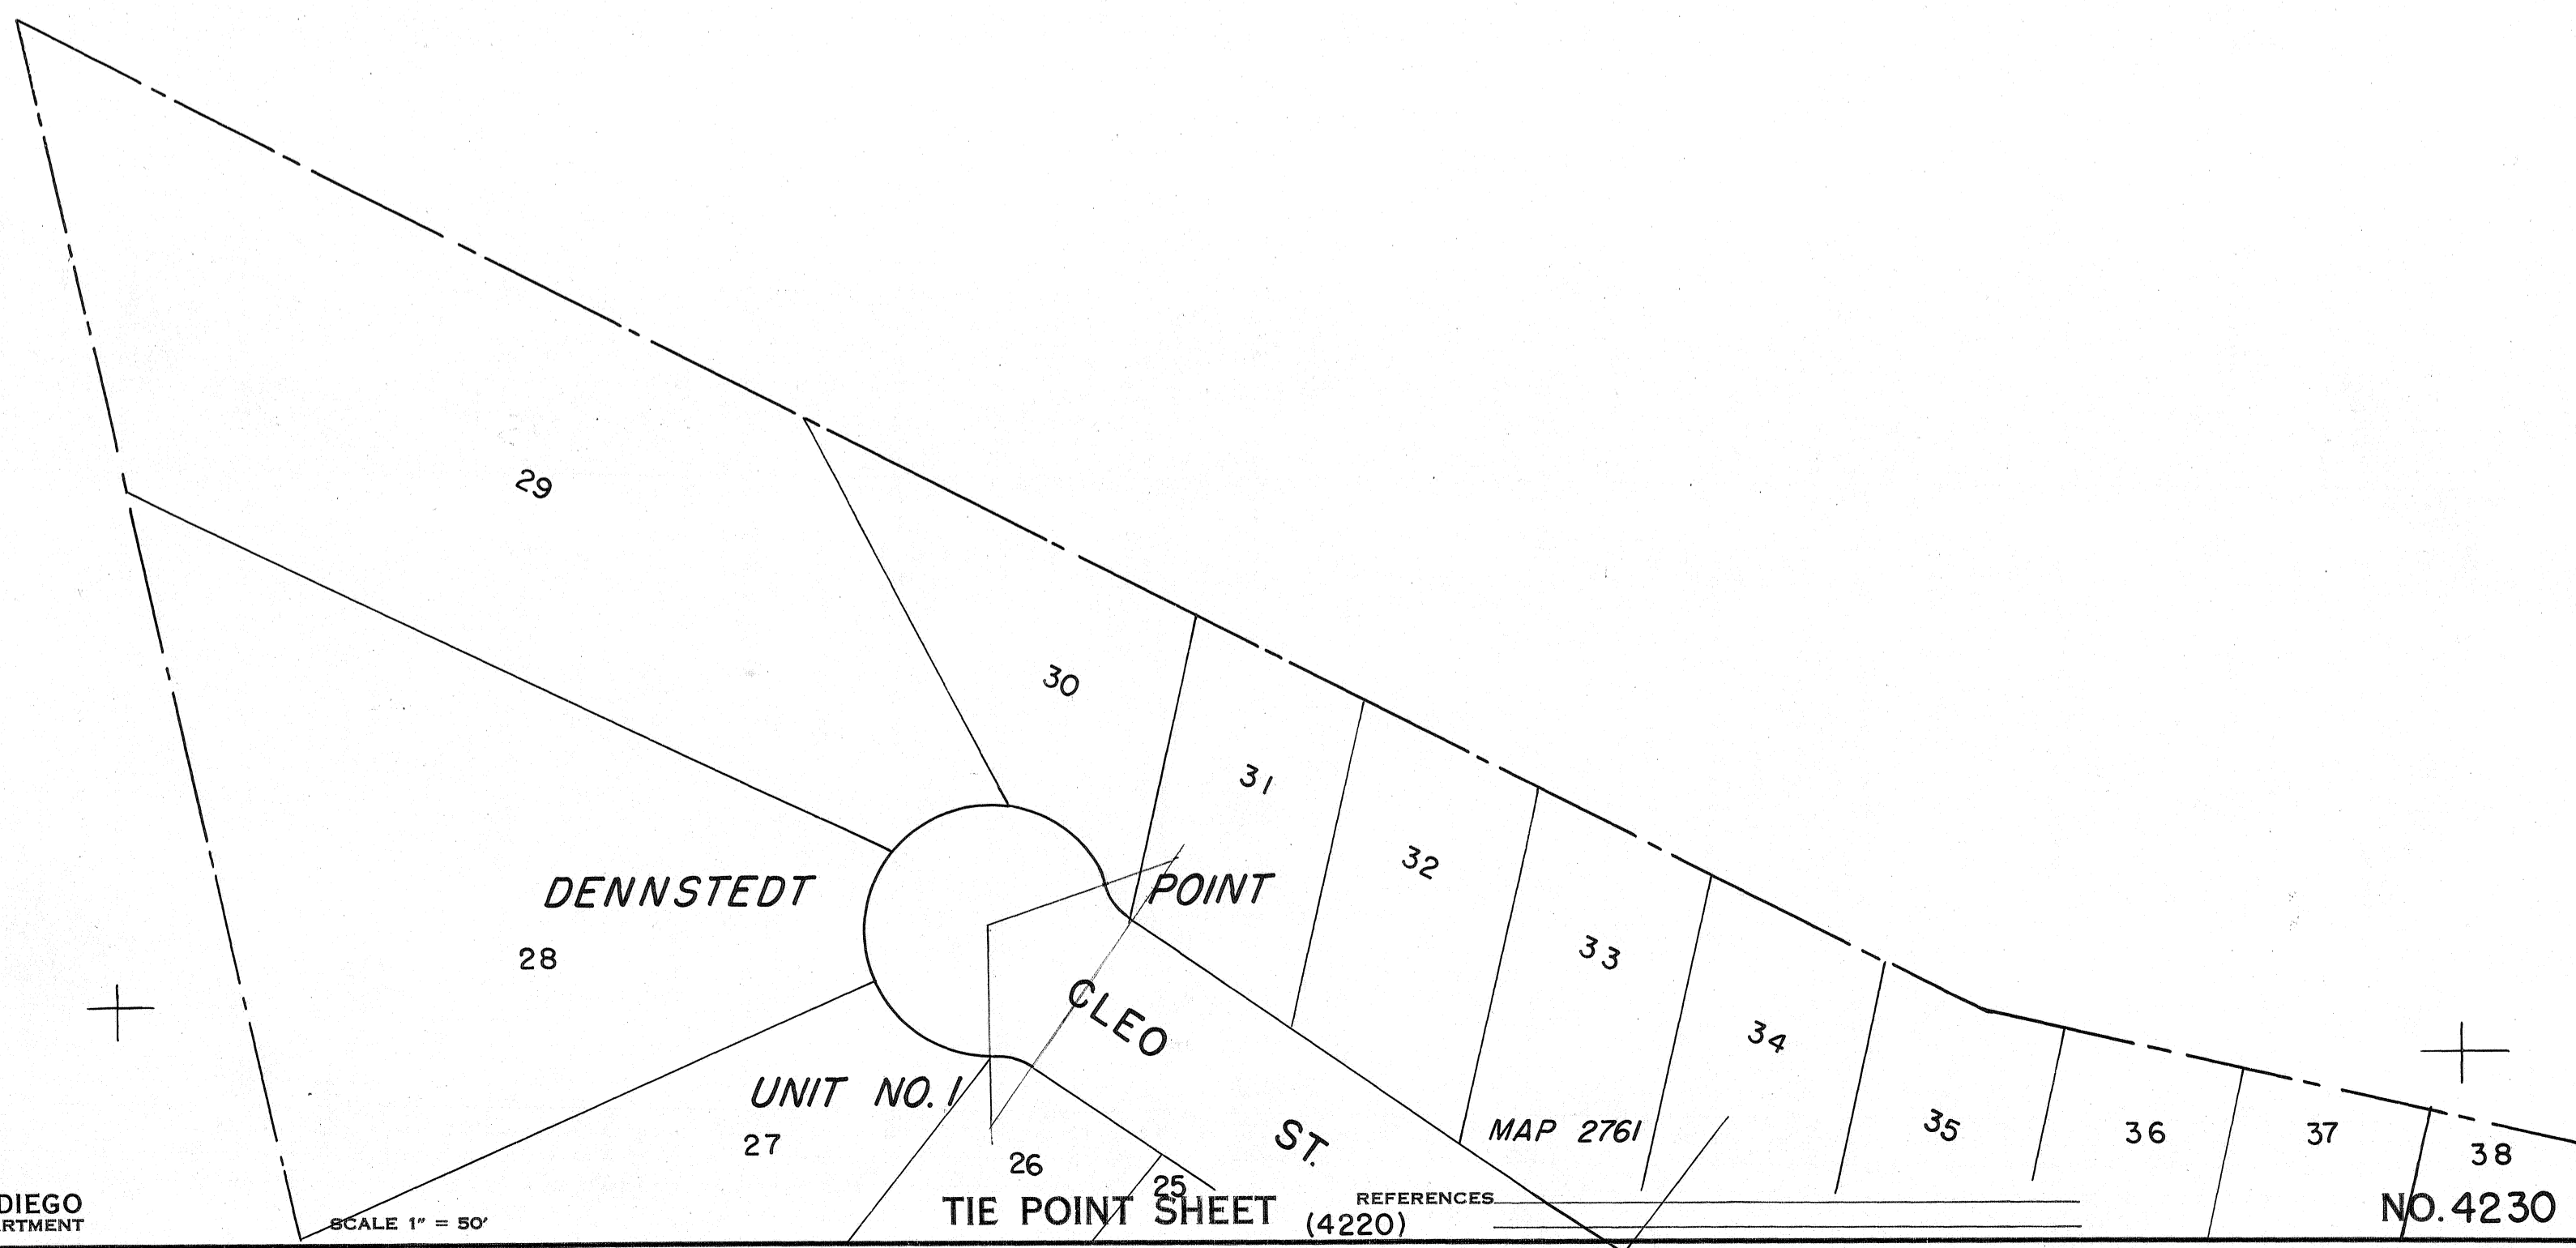 29
30
31
32
33
34
35
36
37
38
DENNSTEDT POINT
28
CLEO ST.
UNIT NO. 1
MAP 2761
27
26
25
DIEGO
ARTMENT
SCALE 1" = 50'
TIE POINT SHEET
REFERENCES
(4220)
NO. 4230